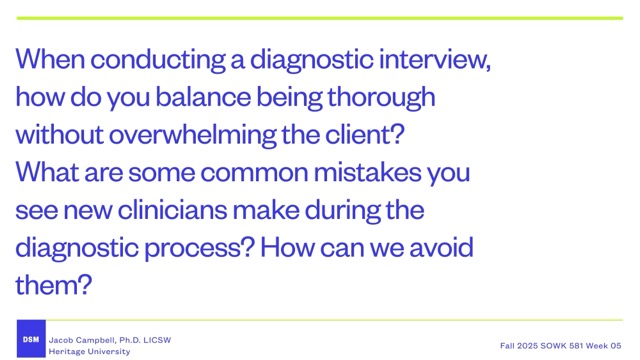 When conducting a diagnostic interview,
how do you balance being thorough
without overwhelming the client?
What are some common mistakes you
see new clinicians make during the
diagnostic process? How can we avoid
them?
DSM
Jacob Campbell, Ph.D. LICSW
Heritage University
Fall 2025 SOWK 581 Week 05